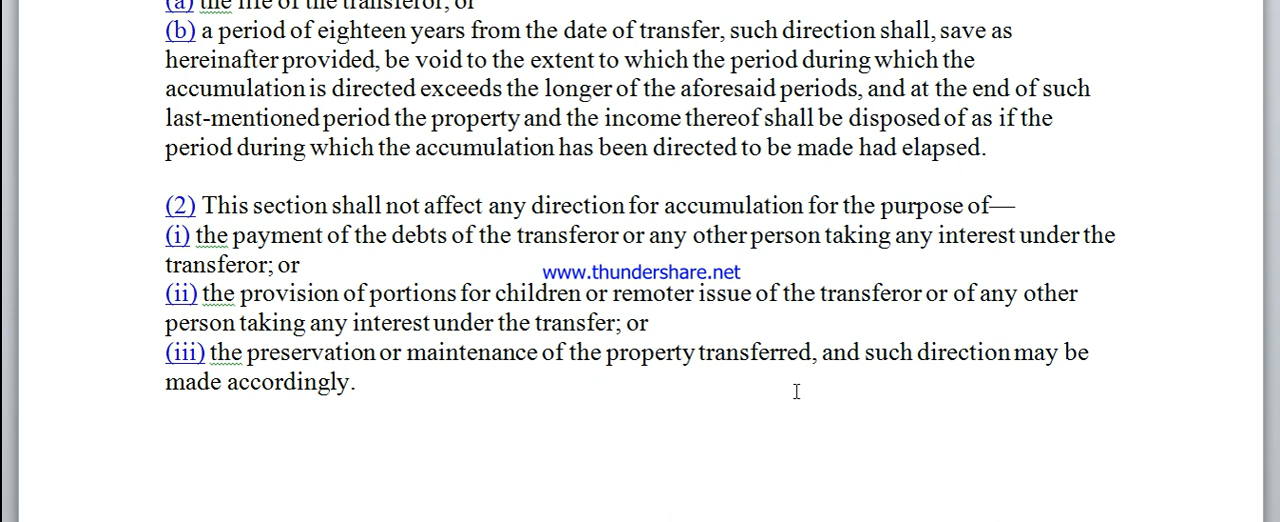 (a) the life of the transferor, or
(b) a period of eighteen years from the date of transfer, such direction shall, save as
hereinafter provided, be void to the extent to which the period during which the
accumulation is directed exceeds the longer of the aforesaid periods, and at the end of such
last-mentioned period the property and the income thereof shall be disposed of as if the
period during which the accumulation has been directed to be made had elapsed.
(2) This section shall not affect any direction for accumulation for the purpose of—
(i) the payment of the debts of the transferor or any other person taking any interest under the
transferor; or
www.thundershare.net
(ii) the provision of portions for children or remoter issue of the transferor or of any other
person taking any interest under the transfer; or
(iii) the preservation or maintenance of the property transferred, and such direction may be
made accordingly.